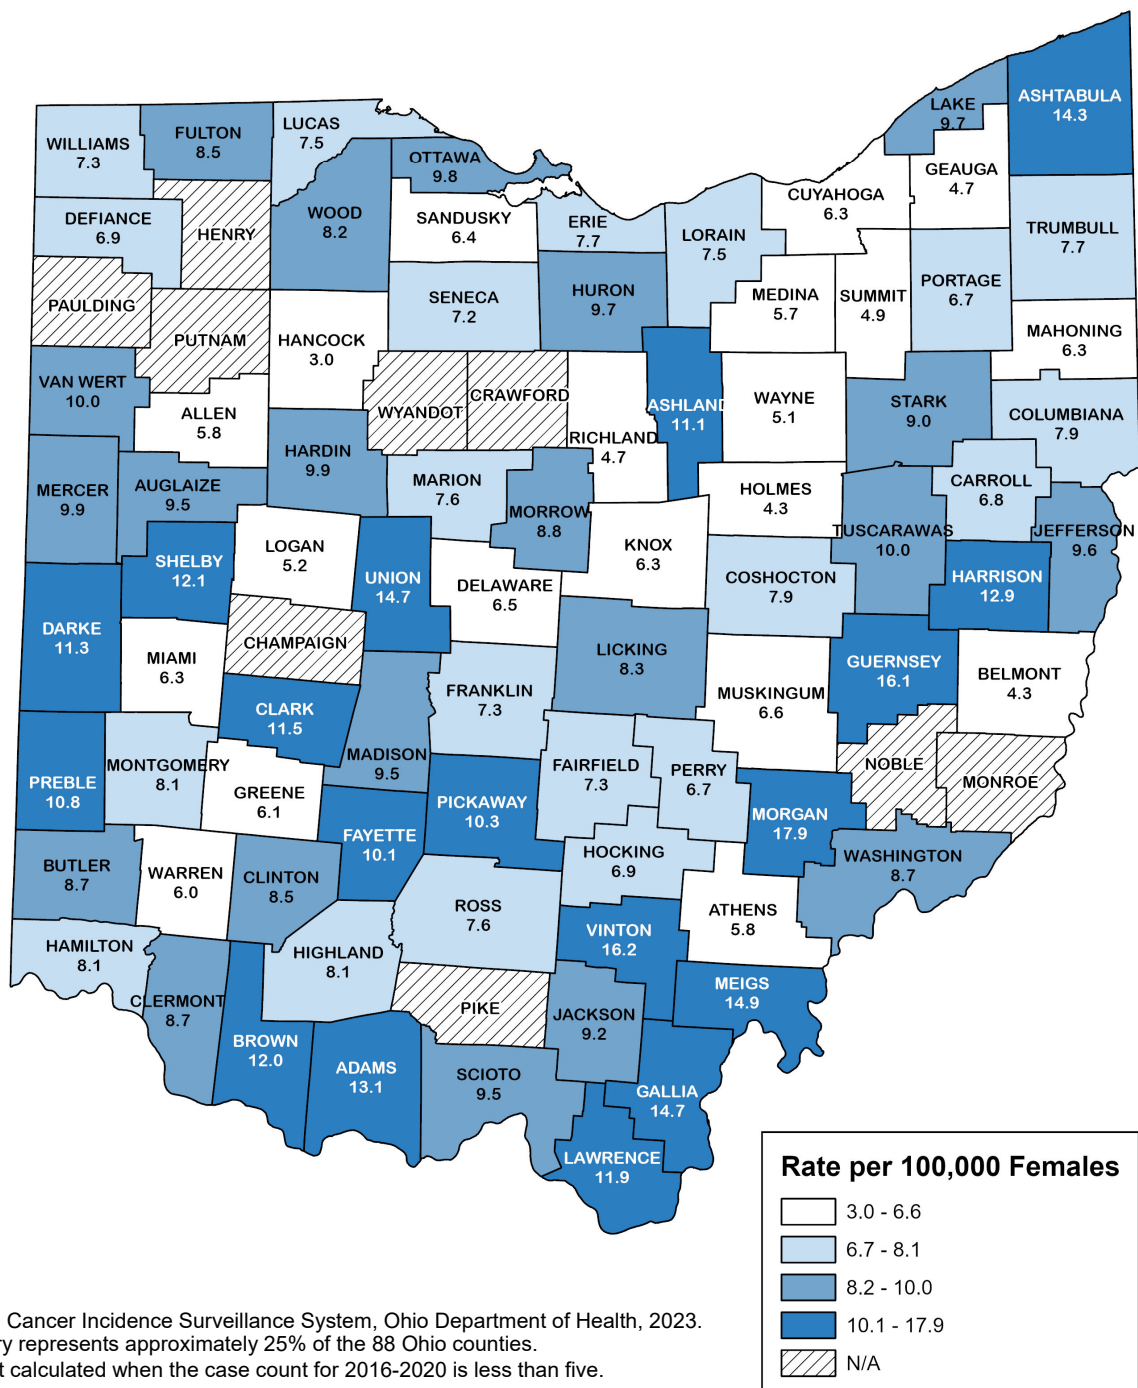 ASHTABULA
14.3
LAKE
9.7
GEAUGA
4.7
WILLIAMS
7.3
FULTON
8.5
LUCAS
7.5
OTTAWA
9.8
CUYAHOGA
6.3
DEFIANCE
6.9
HENRY
WOOD
8.2
SANDUSKY
6.4
ERIE
7.7
LORAIN
7.5
TRUMBULL
7.7
PAULDING
PUTNAM
HANCOCK
3.0
SENECA
7.2
HURON
9.7
MEDINA
5.7
SUMMIT
4.9
PORTAGE
6.7
MAHONING
6.3
VAN WERT
10.0
ALLEN
5.8
WYANDOT
CRAWFORD
RICHLAND
4.7
ASHLAND
11.1
WAYNE
5.1
STARK
9.0
COLUMBIANA
7.9
MERCER
9.9
AUGLAIZE
9.5
HARDIN
9.9
MARION
7.6
MORROW
8.8
HOLMES
4.3
TUSCARAWAS
10.0
CARROLL
6.8
JEFFERSON
9.6
SHELBY
12.1
LOGAN
5.2
UNION
14.7
DELAWARE
6.5
KNOX
6.3
COSHOCTON
7.9
HARRISON
12.9
DARKE
11.3
MIAMI
6.3
CHAMPAIGN
FRANKLIN
7.3
LICKING
8.3
MUSKINGUM
6.6
GUERNSEY
16.1
BELMONT
4.3
CLARK
11.5
MADISON
9.5
PREBLE
10.8
MONTGOMERY
8.1
GREENE
6.1
FAYETTE
10.1
PICKAWAY
10.3
FAIRFIELD
7.3
PERRY
6.7
MORGAN
17.9
NOBLE
MONROE
BUTLER
8.7
WARREN
6.0
CLINTON
8.5
ROSS
7.6
HOCKING
6.9
ATHENS
5.8
WASHINGTON
8.7
HAMILTON
8.1
CLERMONT
8.7
HIGHLAND
8.1
VINTON
16.2
MEIGS
14.9
BROWN
12.0
ADAMS
13.1
PIKE
JACKSON
9.2
SCIOTO
9.5
GALLIA
14.7
LAWRENCE
11.9
Rate per 100,000 Females
3.0 - 6.6
6.7 - 8.1
8.2 - 10.0
10.1 - 17.9
N/A
Cancer Incidence Surveillance System, Ohio Department of Health, 2023.
represents approximately 25% of the 88 Ohio counties.
calculated when the case count for 2016-2020 is less than five.